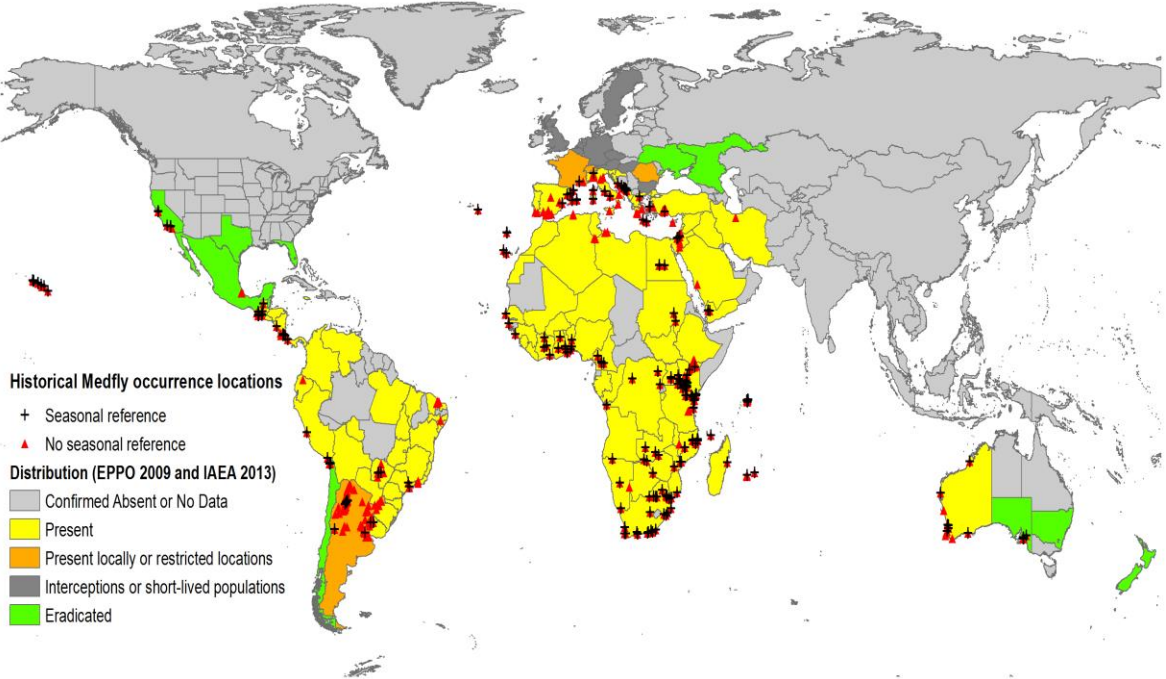 Historical Medfly occurrence locations
Seasonal reference
No seasonal reference
Distribution (EPPO 2009 and IAEA 2013)
Confirmed Absent or No Data
Present
Present locally or restricted locations
Interceptions or short-lived populations
Eradicated